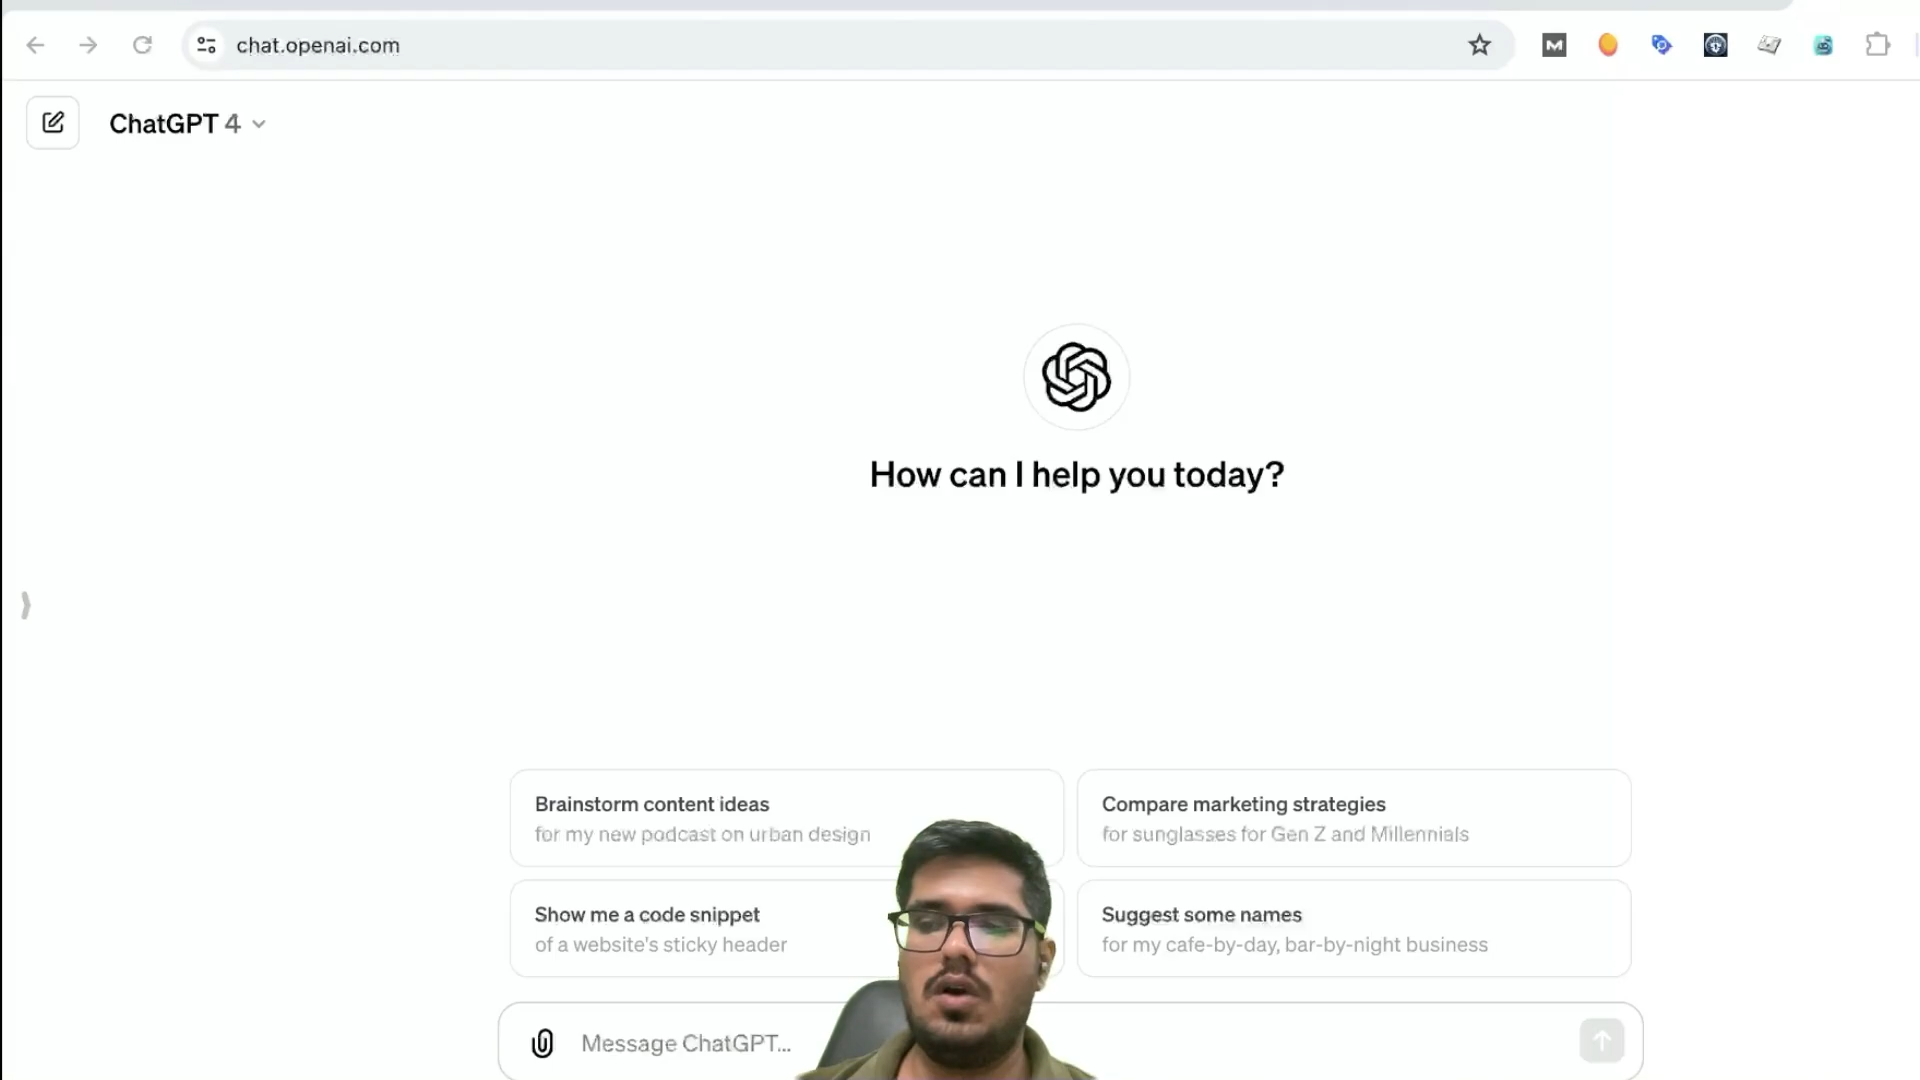 chat.openai.com
ChatGPT 4
How can I help you today?
Brainstorm content ideas
for my new podcast on urban design
Compare marketing strategies
for sunglasses for Gen Z and Millennials
Show me a code snippet
of a website's sticky header
Suggest some names
for my cafe-by-day, bar-by-night business
Message ChatGPT...